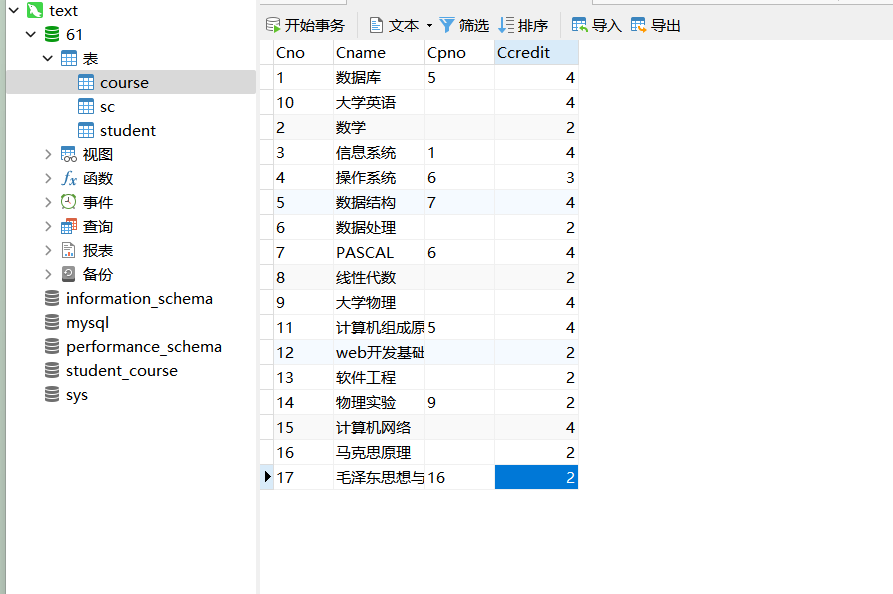 text
61
表
course
sc
student
视图
函数
事件
查询
报表
备份
information_schema
mysql
performance_schema
student_course
sys
开始事务 文本 筛选 排序 导入 导出
Cno Cname Cpno Ccredit
1 数据库 5 4
10 大学英语 4
2 数学 2
3 信息系统 1 4
4 操作系统 6 3
5 数据结构 7 4
6 数据处理 2
7 PASCAL 6 4
8 线性代数 2
9 大学物理 4
11 计算机组成原 5 4
12 web开发基础 2
13 软件工程 2
14 物理实验 9 2
15 计算机网络 4
16 马克思原理 2
17 毛泽东思想与 16 2